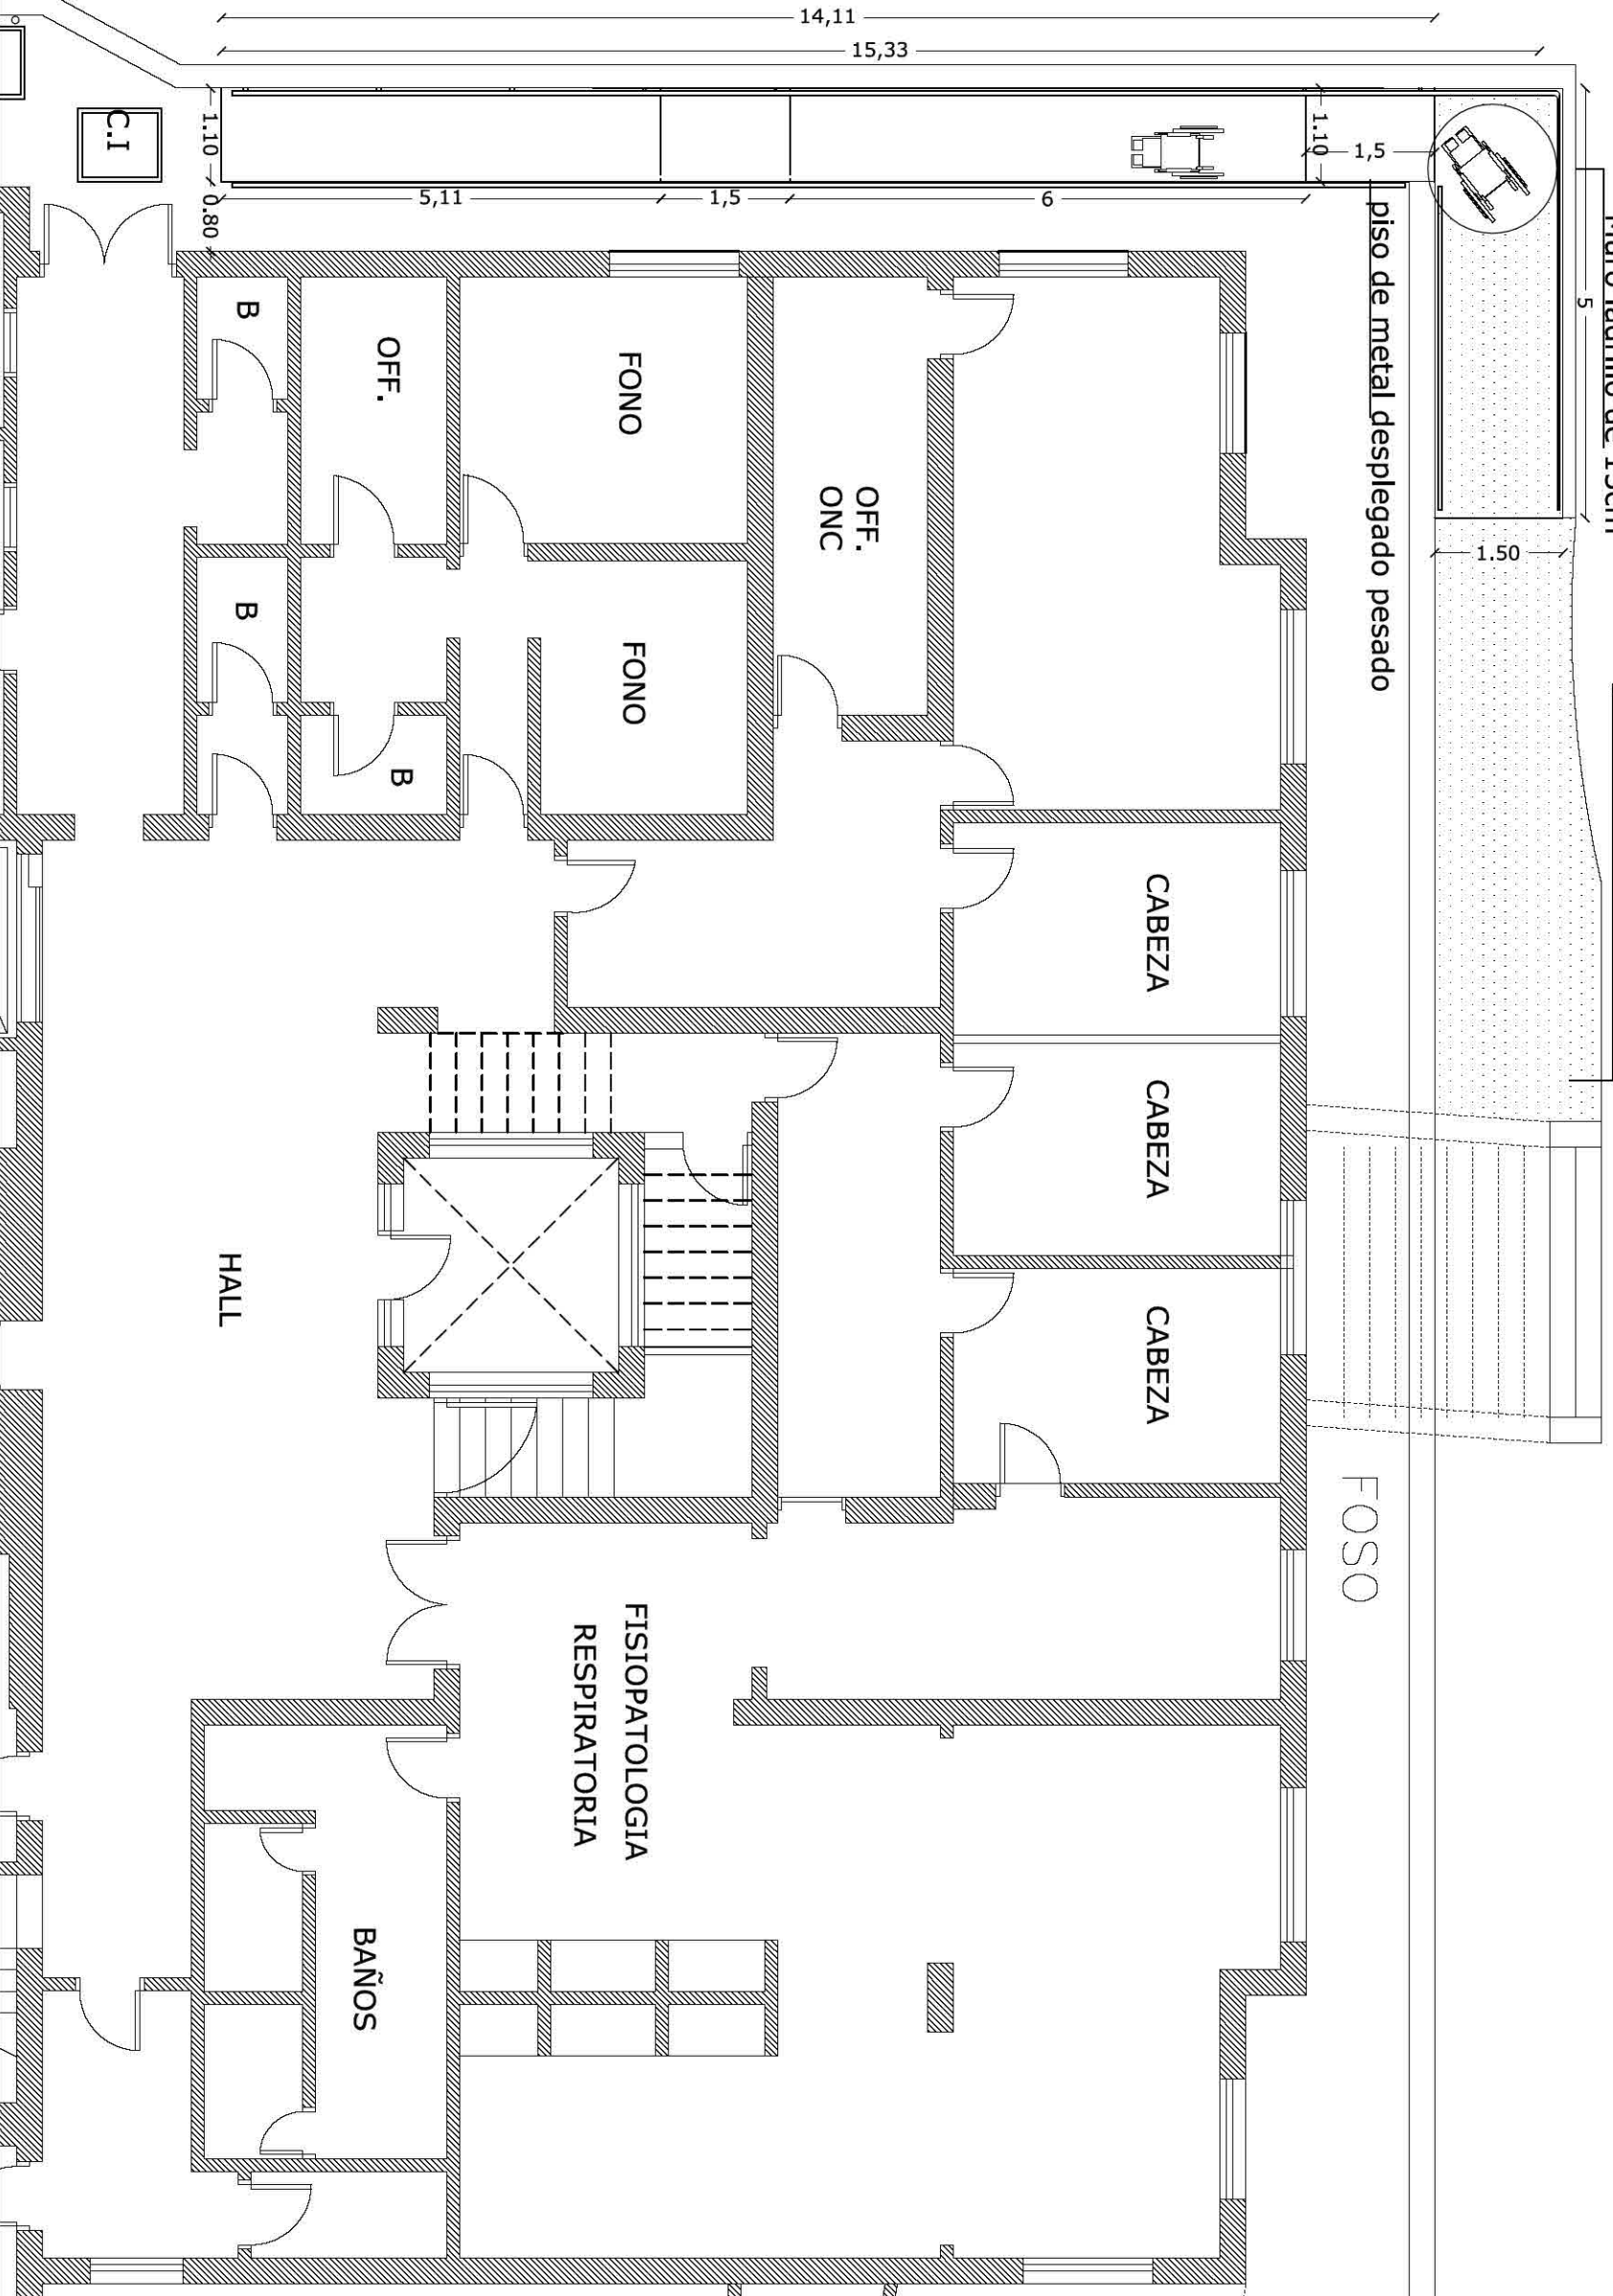 14,11
15,33
C.I
1.10
0.80
5,11
1,5
6
1.10
1,5
5
1.50
piso de metal desplegado pesado
B
OFF.
FONO
OFF.
ONC
B
FONO
B
CABEZA
CABEZA
CABEZA
HALL
FOSO
FISIOPATOLOGIA
RESPIRATORIA
BAÑOS